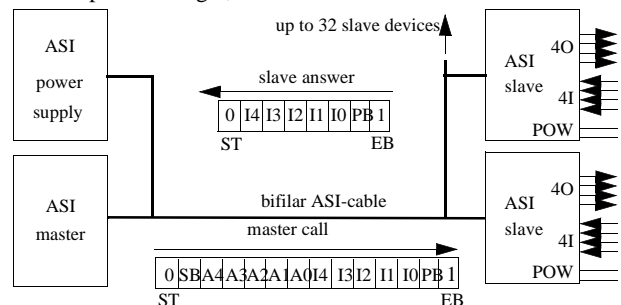 up to 32 slave devices
ASI
power
supply
slave answer
0 I4 I3 I2 I1 I0 PB 1
ST EB
ASI
slave
4O
4I
POW
ASI
master
bifilar ASI-cable
master call
0 SB A4 A3 A2 A1 A0 I4 I3 I2 I1 I0 PB 1
ST EB
ASI
slave
4O
4I
POW